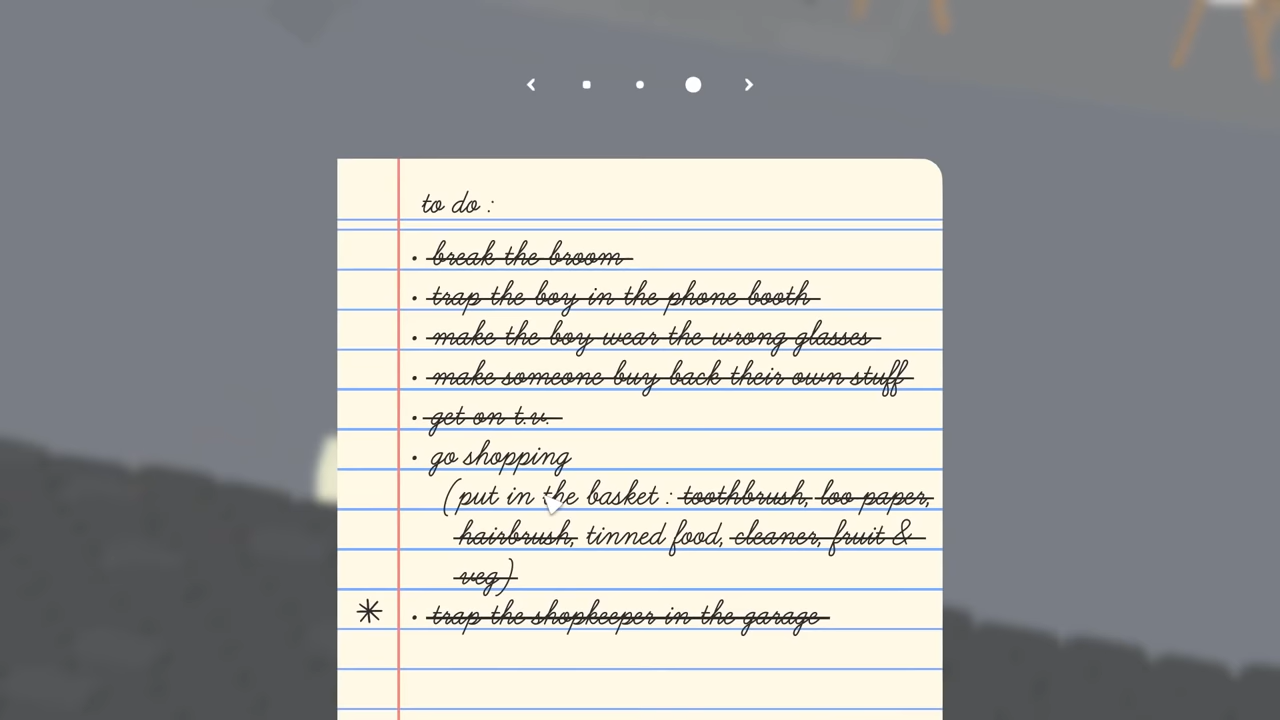 to do :
• break the broom
• trap the boy in the phone booth
• make the boy wear the wrong glasses
• make someone buy back their own stuff
• get on t.v.
• go shopping
(put in the basket : toothbrush, loo paper,
hairbrush, tinned food, cleaner, fruit &
veg)
• trap the shopkeeper in the garage